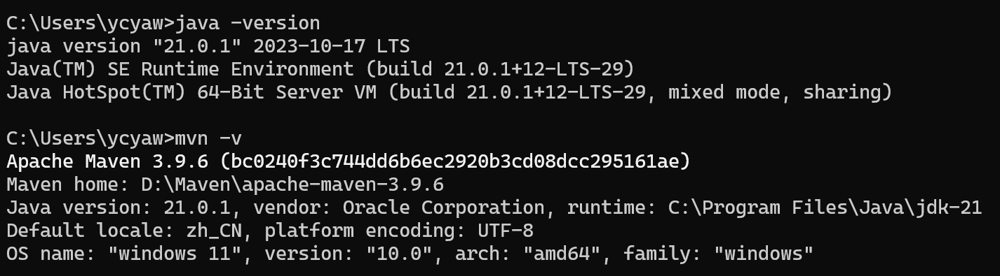 C:\Users\ycyaw>java -version
java version "21.0.1" 2023-10-17 LTS
Java(TM) SE Runtime Environment (build 21.0.1+12-LTS-29)
Java HotSpot(TM) 64-Bit Server VM (build 21.0.1+12-LTS-29, mixed mode, sharing)
C:\Users\ycyaw>mvn -v
Apache Maven 3.9.6 (bc0240f3c744dd6b6ec2920b3cd08dcc295161ae)
Maven home: D:\Maven\apache-maven-3.9.6
Java version: 21.0.1, vendor: Oracle Corporation, runtime: C:\Program Files\Java\jdk-21
Default locale: zh_CN, platform encoding: UTF-8
OS name: "windows 11", version: "10.0", arch: "amd64", family: "windows"